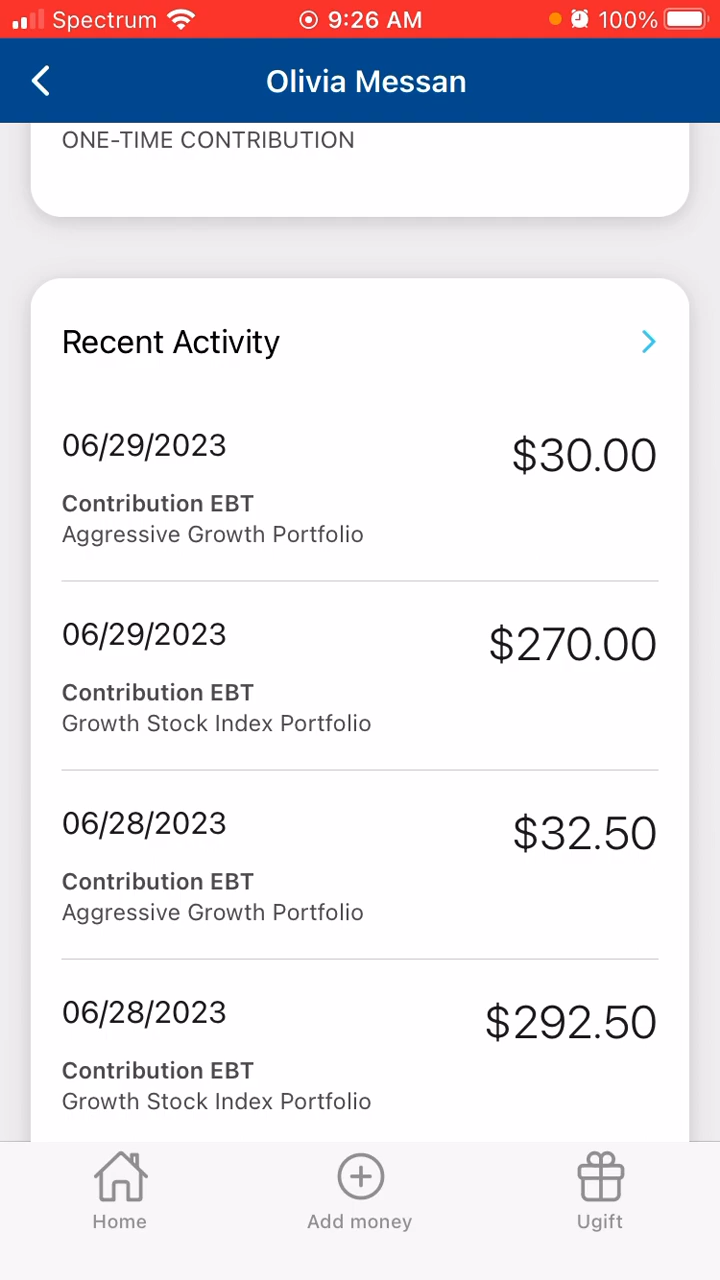 Spectrum 9:26 AM 100%
Olivia Messan
ONE-TIME CONTRIBUTION
Recent Activity
06/29/2023 $30.00
Contribution EBT
Aggressive Growth Portfolio
06/29/2023 $270.00
Contribution EBT
Growth Stock Index Portfolio
06/28/2023 $32.50
Contribution EBT
Aggressive Growth Portfolio
06/28/2023 $292.50
Contribution EBT
Growth Stock Index Portfolio
Home Add money Ugift